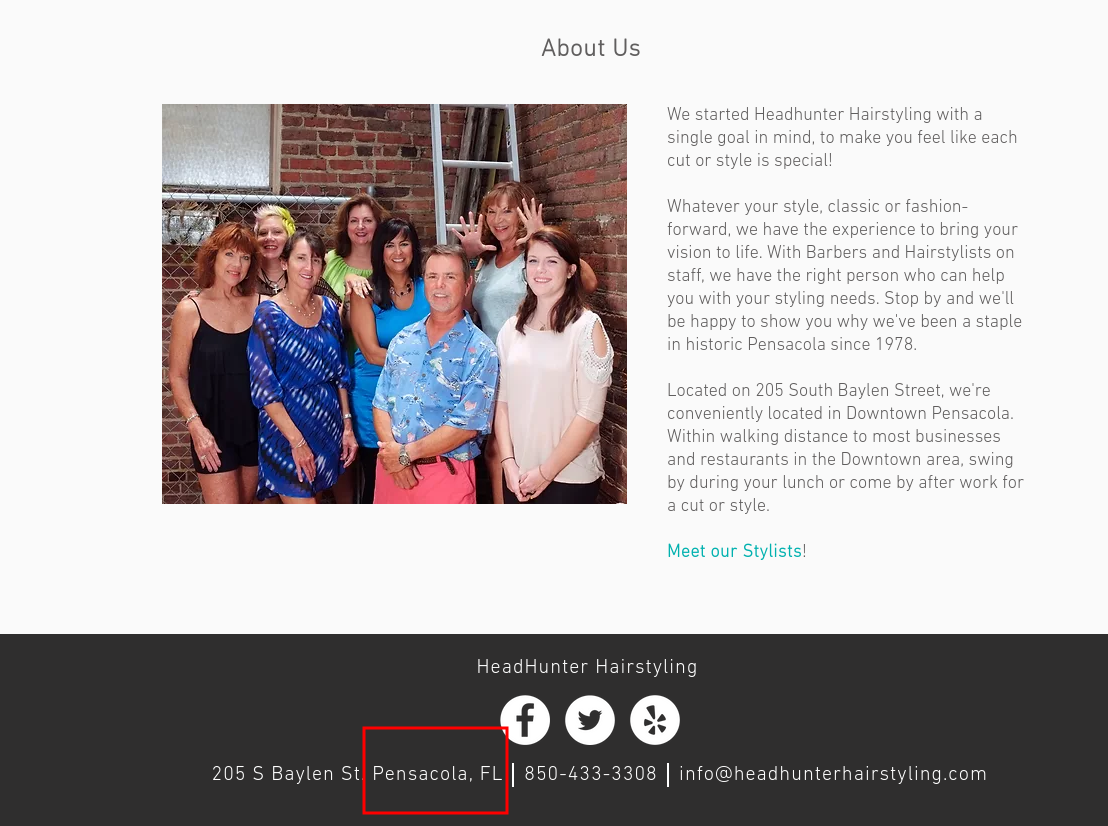 About Us
We started Headhunter Hairstyling with a
single goal in mind, to make you feel like each
cut or style is special!
Whatever your style, classic or fashion-
forward, we have the experience to bring your
vision to life. With Barbers and Hairstylists on
staff, we have the right person who can help
you with your styling needs. Stop by and we'll
be happy to show you why we've been a staple
in historic Pensacola since 1978.
Located on 205 South Baylen Street, we're
conveniently located in Downtown Pensacola.
Within walking distance to most businesses
and restaurants in the Downtown area, swing
by during your lunch or come by after work for
a cut or style.
Meet our Stylists!
HeadHunter Hairstyling
205 S Baylen St. Pensacola, FL | 850-433-3308 | info@headhunterhairstyling.com